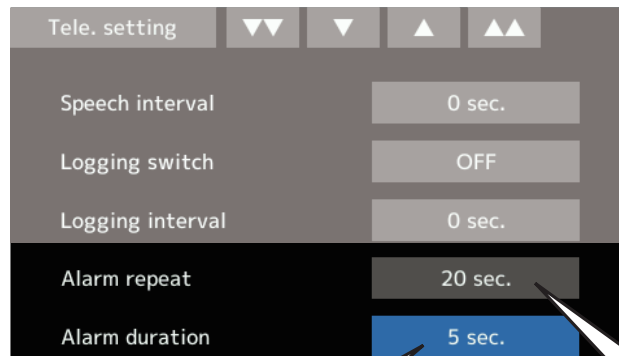 Tele. setting ▼▼ ▼ ▲ ▲▲
Speech interval 0 sec.
Logging switch OFF
Logging interval 0 sec.
Alarm repeat 20 sec.
Alarm duration 5 sec.